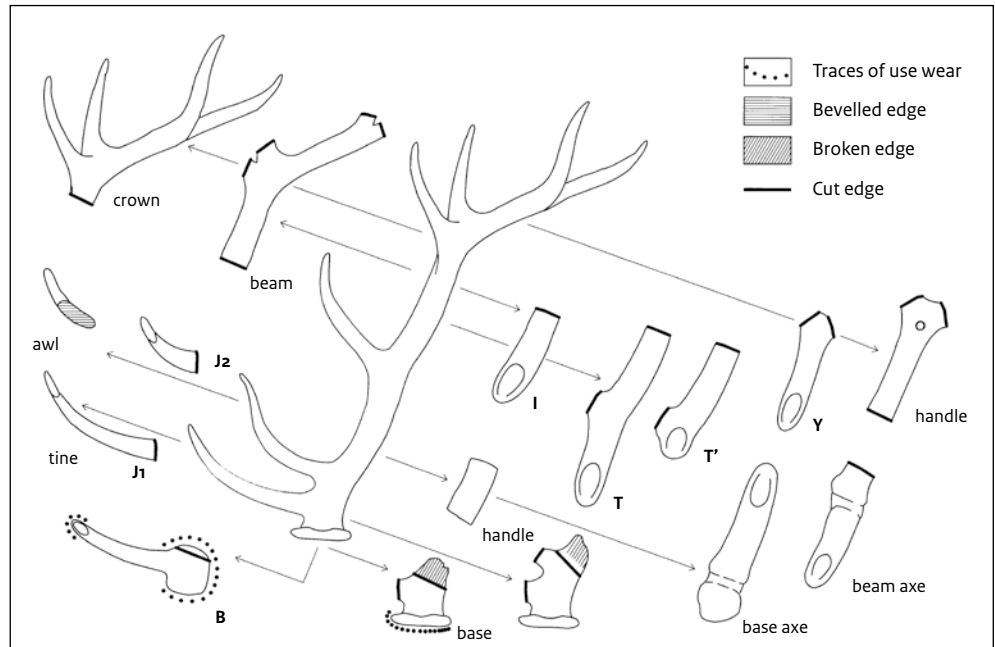 Traces of use wear
Bevelled edge
Broken edge
Cut edge
crown
beam
awl
J2
tine
J1
I
T
T’
Y
handle
handle
B
base
base axe
beam axe